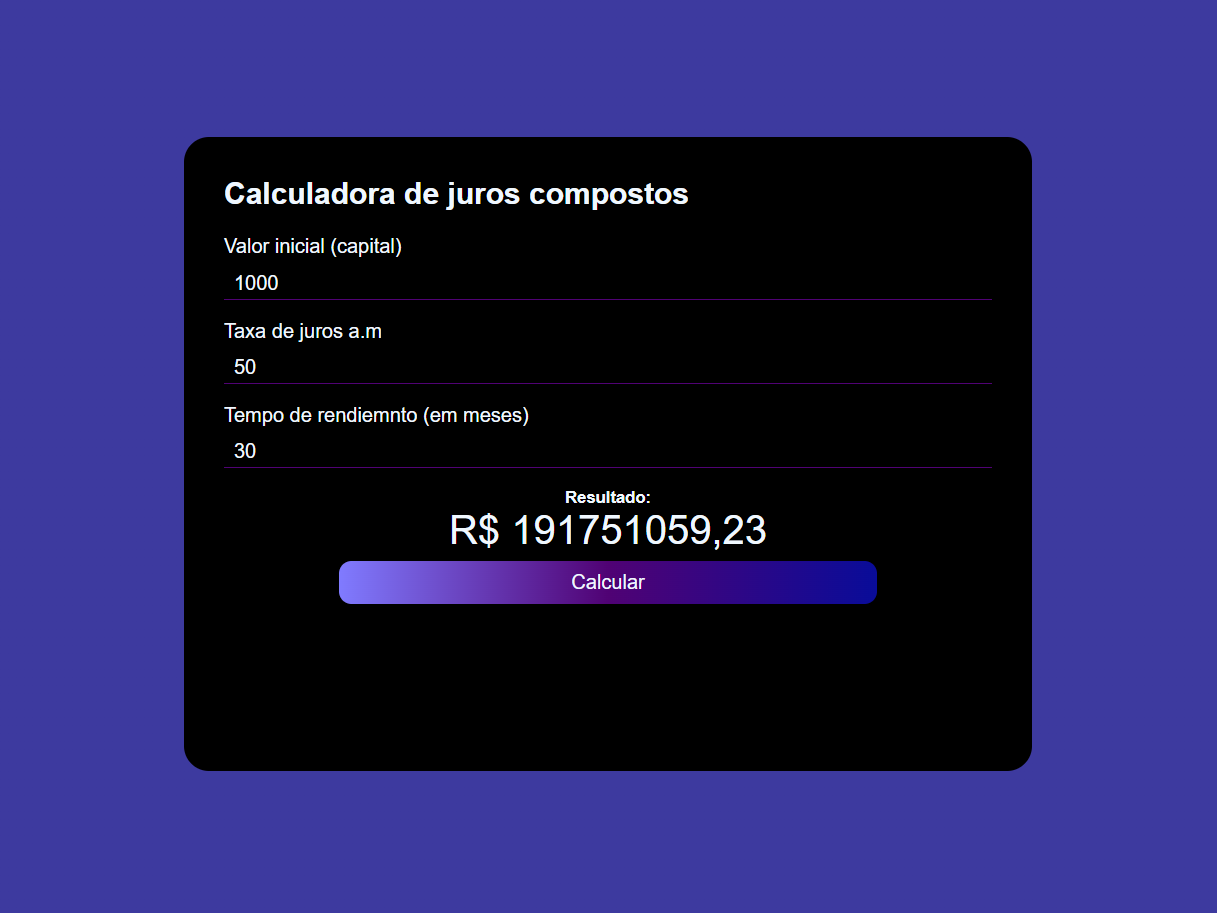 Calculadora de juros compostos
Valor inicial (capital)
1000
Taxa de juros a.m
50
Tempo de rendiemnto (em meses)
30
Resultado:
R$ 191751059,23
Calcular